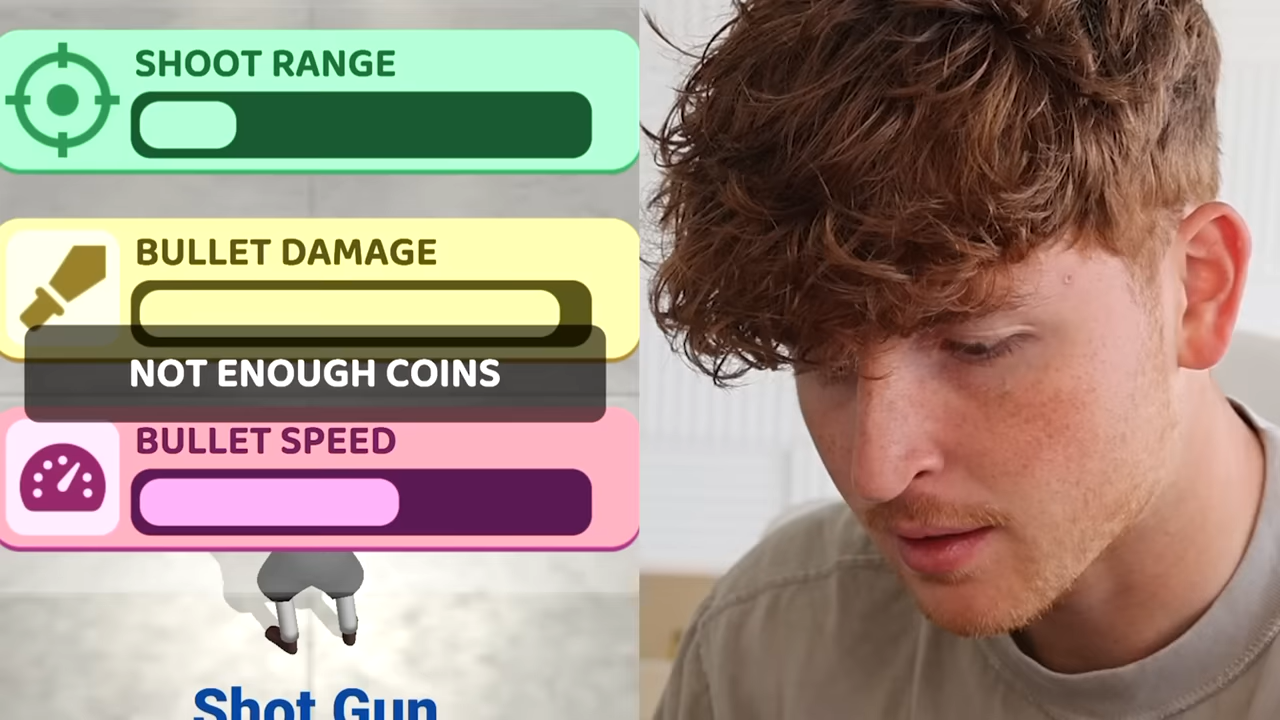 SHOOT RANGE
BULLET DAMAGE
NOT ENOUGH COINS
BULLET SPEED
Shot Gun